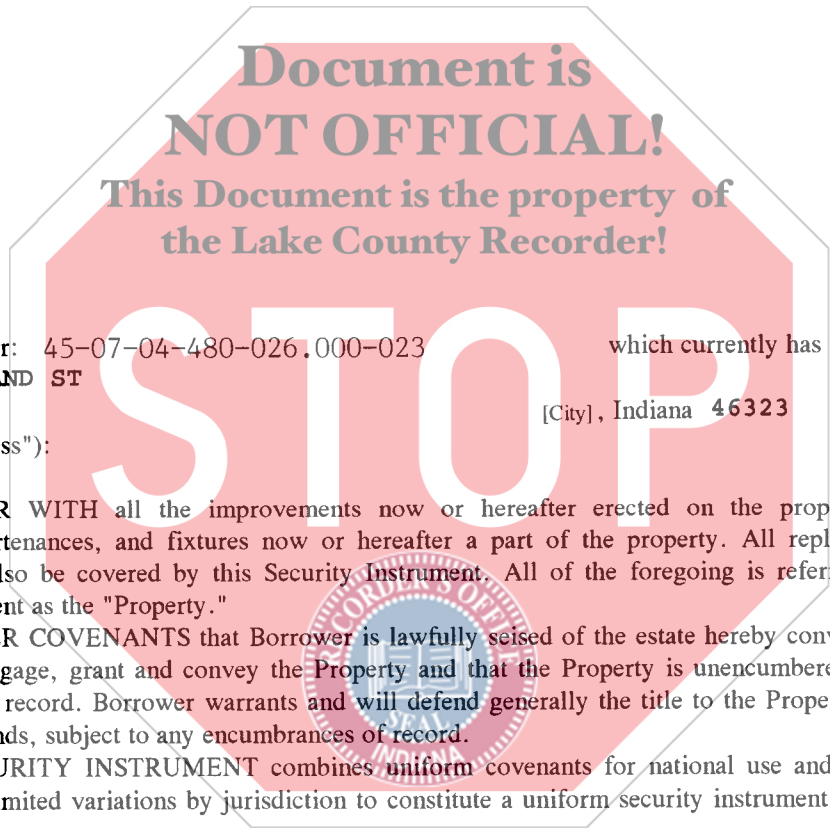 Document is
NOT OFFICIAL!
This Document is the property of
the Lake County Recorder!
STOP
r: 45-07-04-480-026.000-023 which currently has
ND ST
[City], Indiana 46323
ss"):
R WITH all the improvements now or hereafter erected on the prop
rtenances, and fixtures now or hereafter a part of the property. All repl
lso be covered by this Security Instrument. All of the foregoing is refer
nt as the "Property."
R COVENANTS that Borrower is lawfully seised of the estate hereby conv
gage, grant and convey the Property and that the Property is unencumbere
record. Borrower warrants and will defend generally the title to the Prope
nds, subject to any encumbrances of record.
URITY INSTRUMENT combines uniform covenants for national use and
mited variations by jurisdiction to constitute a uniform security instrument
RECORDER'S OFFICE
SEAL
INDIANA